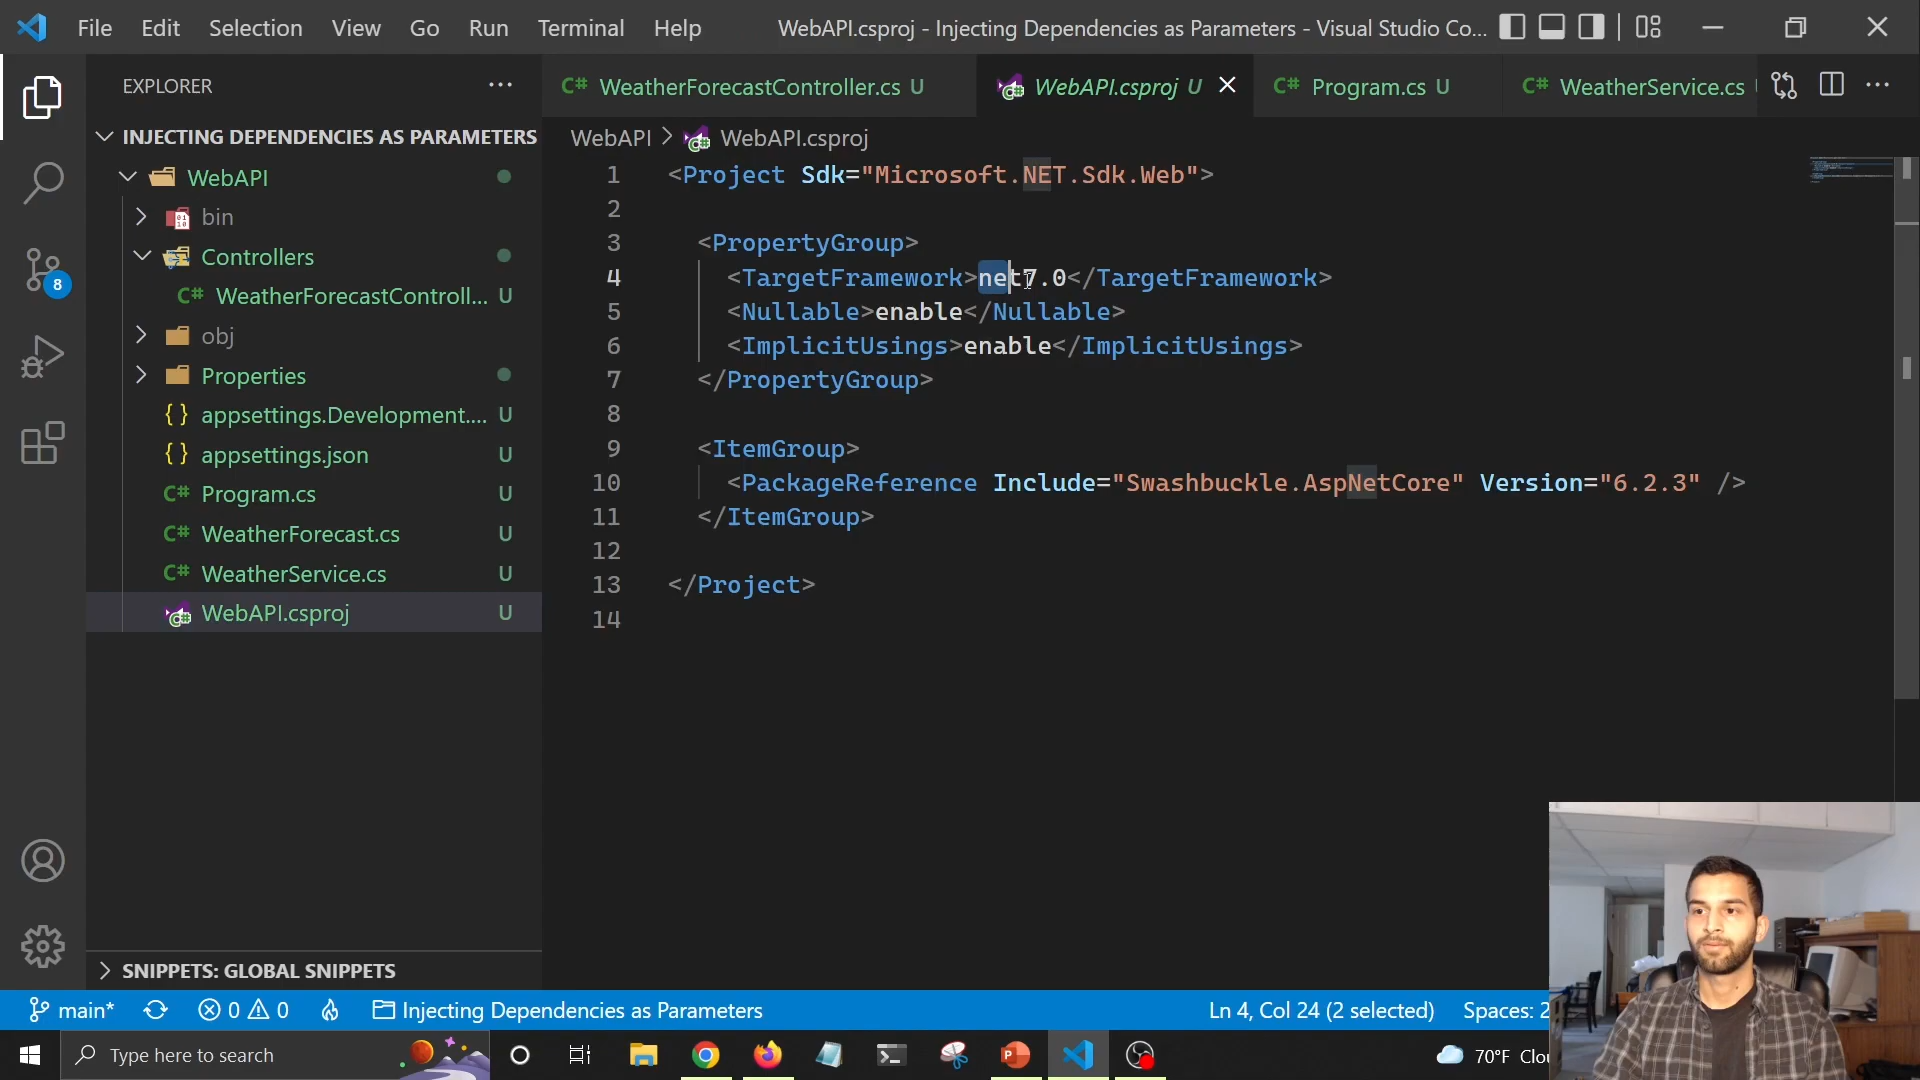 File Edit Selection View Go Run Terminal Help WebAPI.csproj - Injecting Dependencies as Parameters - Visual Studio Co...
EXPLORER ...
WeatherForecastController.cs U
WebAPI.csproj U
Program.cs U
WeatherService.cs
INJECTING DEPENDENCIES AS PARAMETERS
WebAPI
bin
Controllers
WeatherForecastControll... U
obj
Properties
appsettings.Development.... U
appsettings.json U
Program.cs U
WeatherForecast.cs U
WeatherService.cs U
WebAPI.csproj U
SNIPPETS: GLOBAL SNIPPETS
WebAPI > WebAPI.csproj
1 <Project Sdk="Microsoft.NET.Sdk.Web">
2
3 <PropertyGroup>
4 <TargetFramework>net7.0</TargetFramework>
5 <Nullable>enable</Nullable>
6 <ImplicitUsings>enable</ImplicitUsings>
7 </PropertyGroup>
8
9 <ItemGroup>
10 <PackageReference Include="Swashbuckle.AspNetCore" Version="6.2.3" />
11 </ItemGroup>
12
13 </Project>
14
8
main* 0 0 Injecting Dependencies as Parameters Ln 4, Col 24 (2 selected) Spaces: 2
Type here to search 70°F